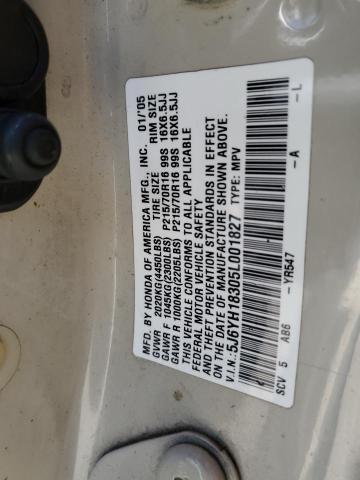 MFD. BY HONDA OF AMERICA MFG., INC. 01/'05
GVWR 2020KG(4450LBS) TIRE SIZE RIM SIZE
GAWR F 1045KG(2300LBS) P215/70R16 99S 16X6.5JJ
GAWR R 1000KG(2205LBS) P215/70R16 99S 16X6.5JJ
THIS VEHICLE CONFORMS TO ALL APPLICABLE
FEDERAL MOTOR VEHICLE SAFETY
AND THEFT PREVENTION STANDARDS IN EFFECT
ON THE DATE OF MANUFACTURE SHOWN ABOVE.
V.I.N.: 5J6YH18305L001827 TYPE: MPV
SCV 5 AB6 -YR547 -A -L